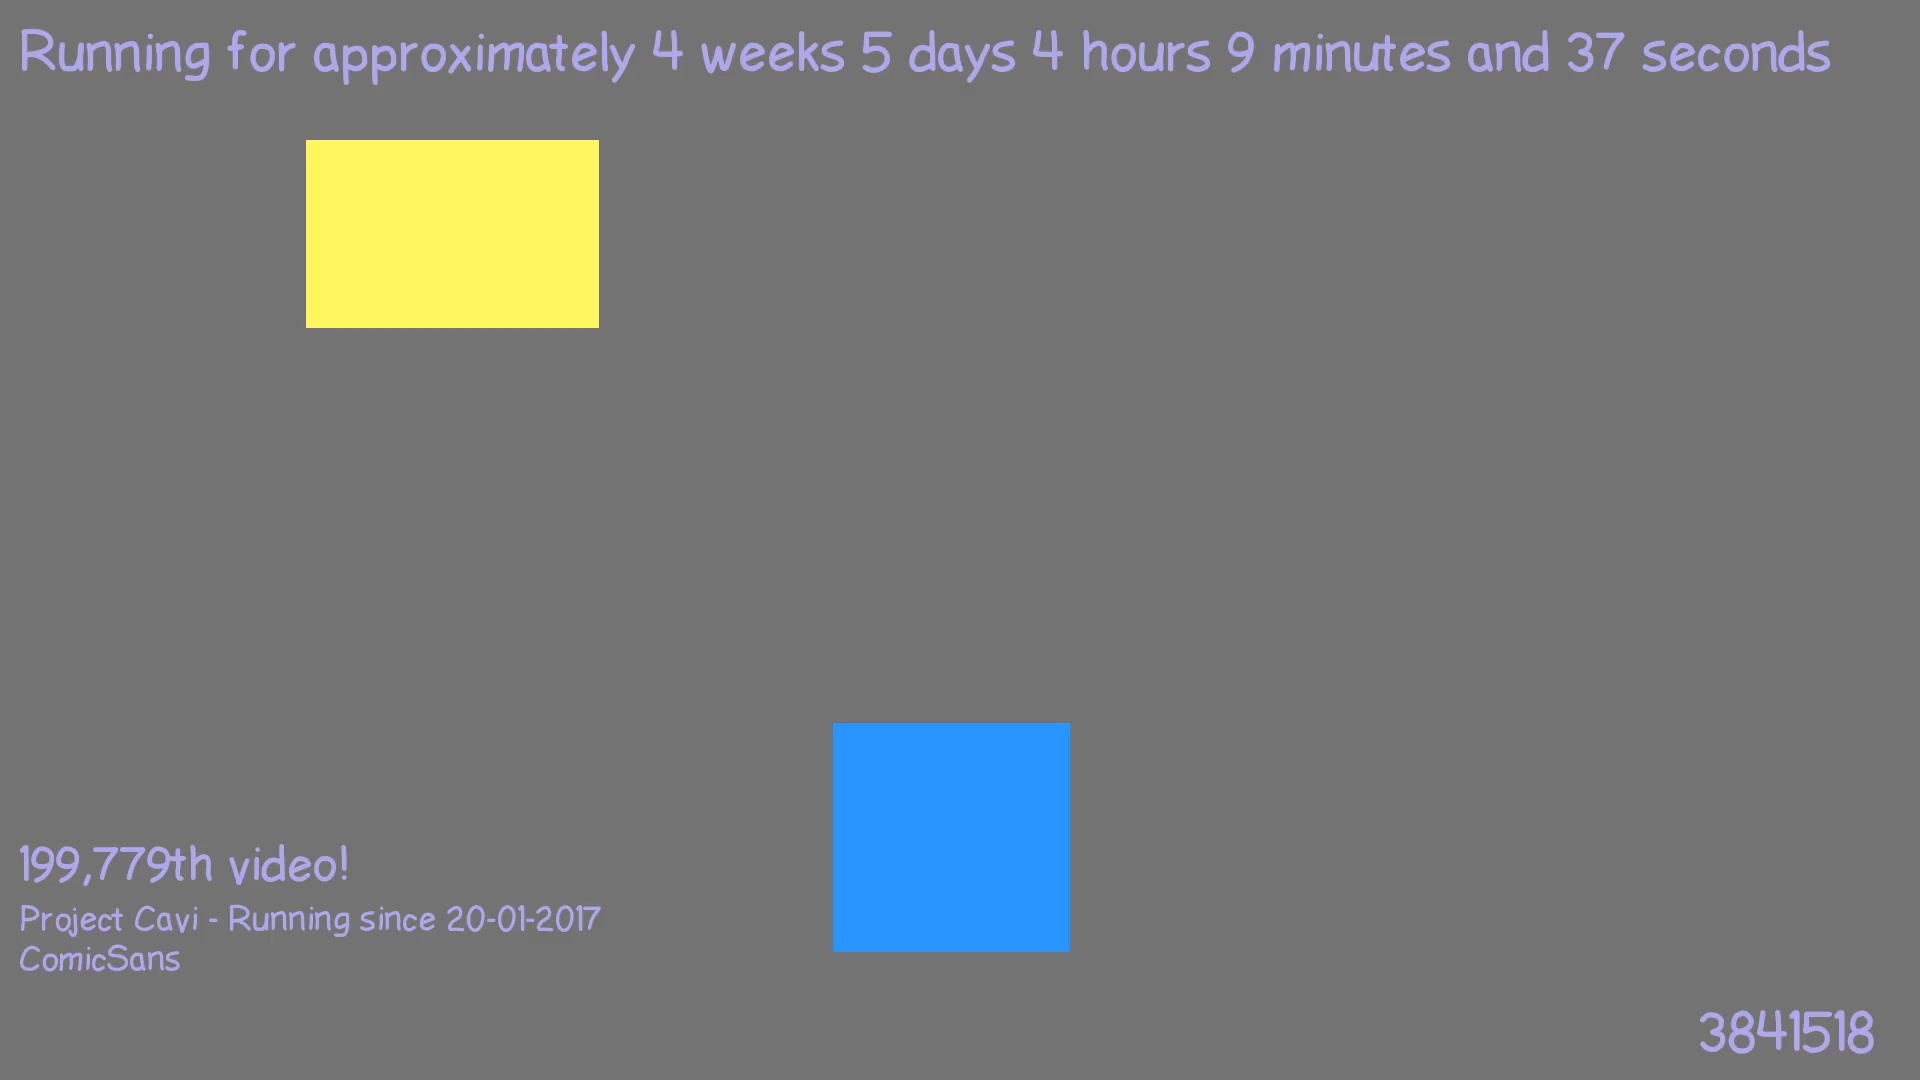 Running for approximately 4 weeks 5 days 4 hours 9 minutes and 37 seconds
199,779th video!
Project Cavi - Running since 20-01-2017
ComicSans
3841518